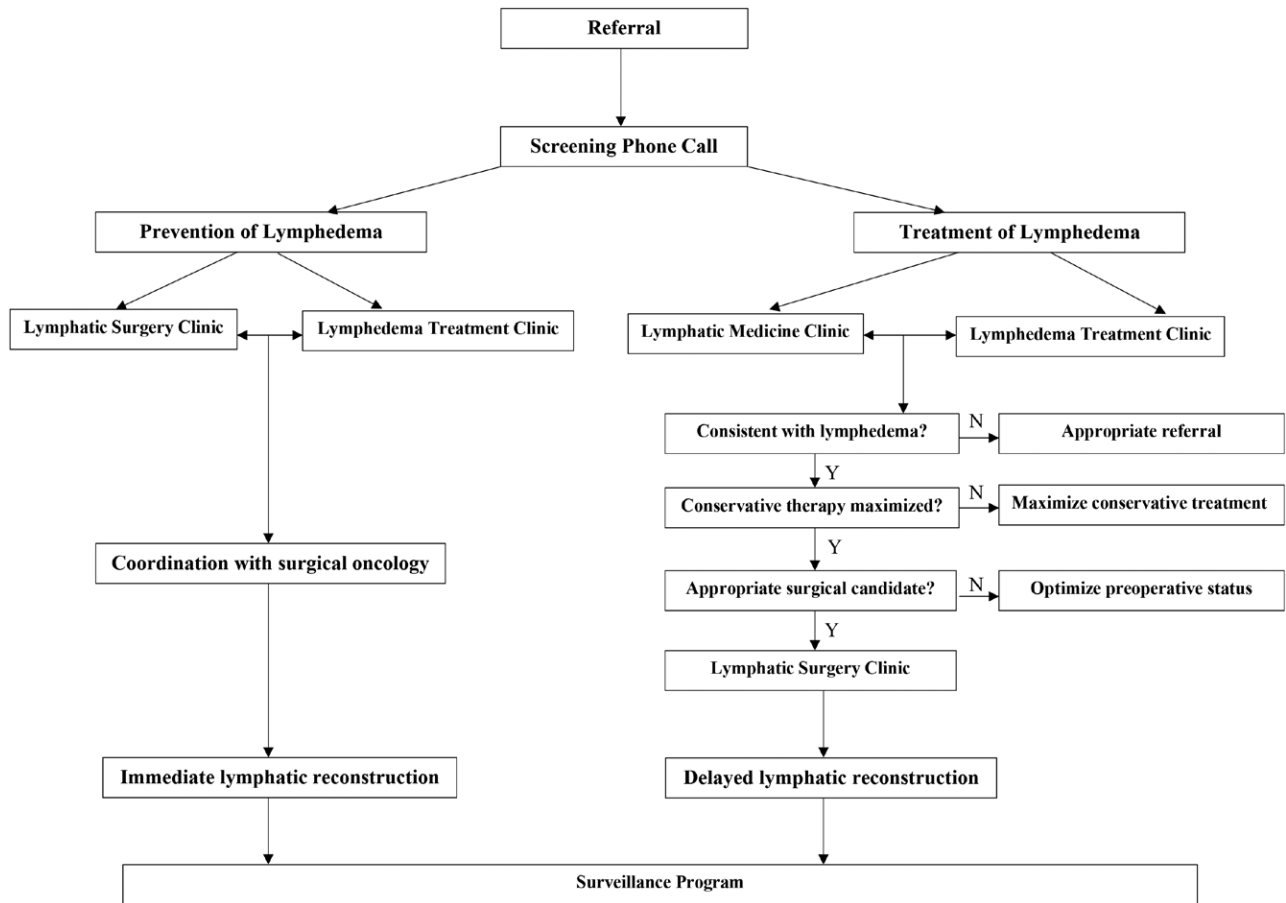 Referral
Screening Phone Call
Prevention of Lymphedema
Treatment of Lymphedema
Lymphatic Surgery Clinic
Lymphedema Treatment Clinic
Lymphatic Medicine Clinic
Lymphedema Treatment Clinic
Consistent with lymphedema?
N
Appropriate referral
Y
Conservative therapy maximized?
N
Maximize conservative treatment
Y
Coordination with surgical oncology
Appropriate surgical candidate?
N
Optimize preoperative status
Y
Lymphatic Surgery Clinic
Immediate lymphatic reconstruction
Delayed lymphatic reconstruction
Surveillance Program